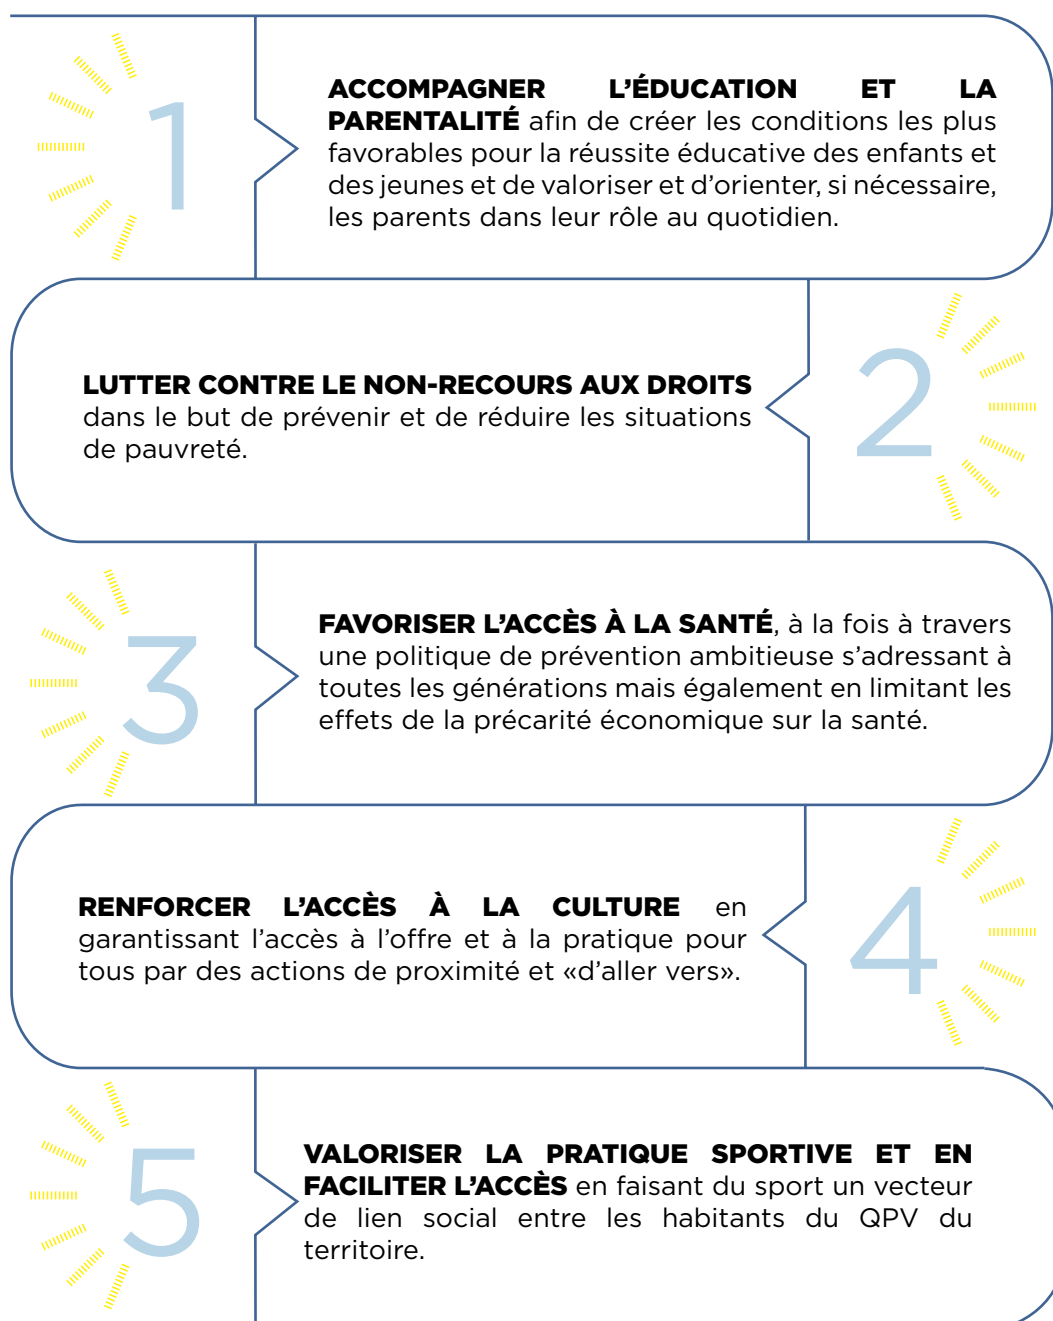 1
ACCOMPAGNER L’ÉDUCATION ET LA
PARENTALITÉ afin de créer les conditions les plus
favorables pour la réussite éducative des enfants et
des jeunes et de valoriser et d’orienter, si nécessaire,
les parents dans leur rôle au quotidien.
LUTTER CONTRE LE NON-RECOURS AUX DROITS
dans le but de prévenir et de réduire les situations
de pauvreté.
2
3
FAVORISER L’ACCÈS À LA SANTÉ, à la fois à travers
une politique de prévention ambitieuse s’adressant à
toutes les générations mais également en limitant les
effets de la précarité économique sur la santé.
RENFORCER L’ACCÈS À LA CULTURE en
garantissant l’accès à l’offre et à la pratique pour
tous par des actions de proximité et «d’aller vers».
4
5
VALORISER LA PRATIQUE SPORTIVE ET EN
FACILITER L’ACCÈS en faisant du sport un vecteur
de lien social entre les habitants du QPV du
territoire.